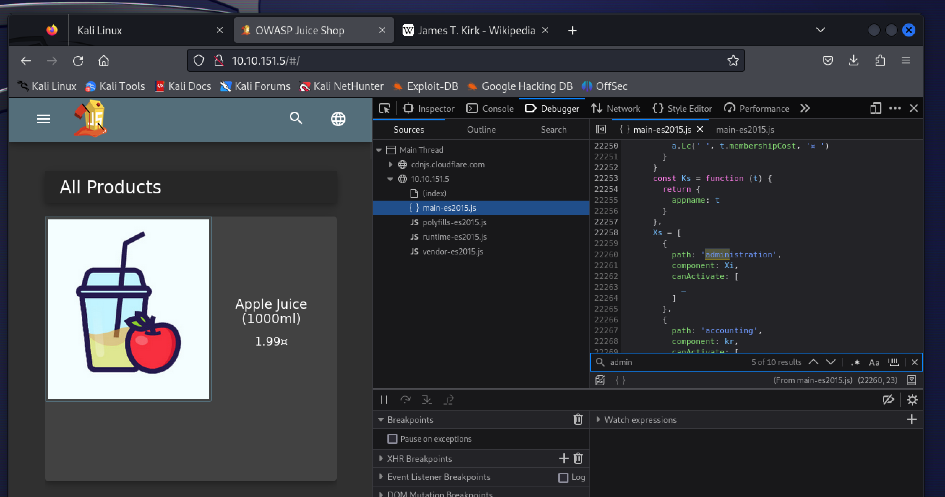 Kali Linux
OWASP Juice Shop
James T. Kirk - Wikipedia
10.10.151.5/#/
Kali Linux
Kali Tools
Kali Docs
Kali Forums
Kali NetHunter
Exploit-DB
Google Hacking DB
OffSec
All Products
Apple Juice
(1000ml)
1.99¤
Inspector
Console
Debugger
Network
Style Editor
Performance
Sources
Outline
Search
Main Thread
cdnjs.cloudflare.com
10.10.151.5
(index)
main-es2015.js
JS polyfills-es2015.js
JS runtime-es2015.js
JS vendor-es2015.js
main-es2015.js
main-es2015.js
22250 a.Lc(' ', t.membershipCost, '¤ ')
22251 }
22252 }
22253 const Ks = function (t) {
22254 return {
22255 appname: t
22256 }
22257 },
22258 Xs = [
22259 {
22260 path: 'administration',
22261 component: Xi,
22262 canActivate: [
22263 _
22264 ]
22265 },
22266 {
22267 path: 'accounting',
22268 component: kr,
22269 canActivate: [
admin
5 of 10 results
.*
Aa
{ }
(From main-es2015.js)
(22260, 23)
Breakpoints
Pause on exceptions
XHR Breakpoints
Event Listener Breakpoints
Log
DOM Mutation Breakpoints
Watch expressions